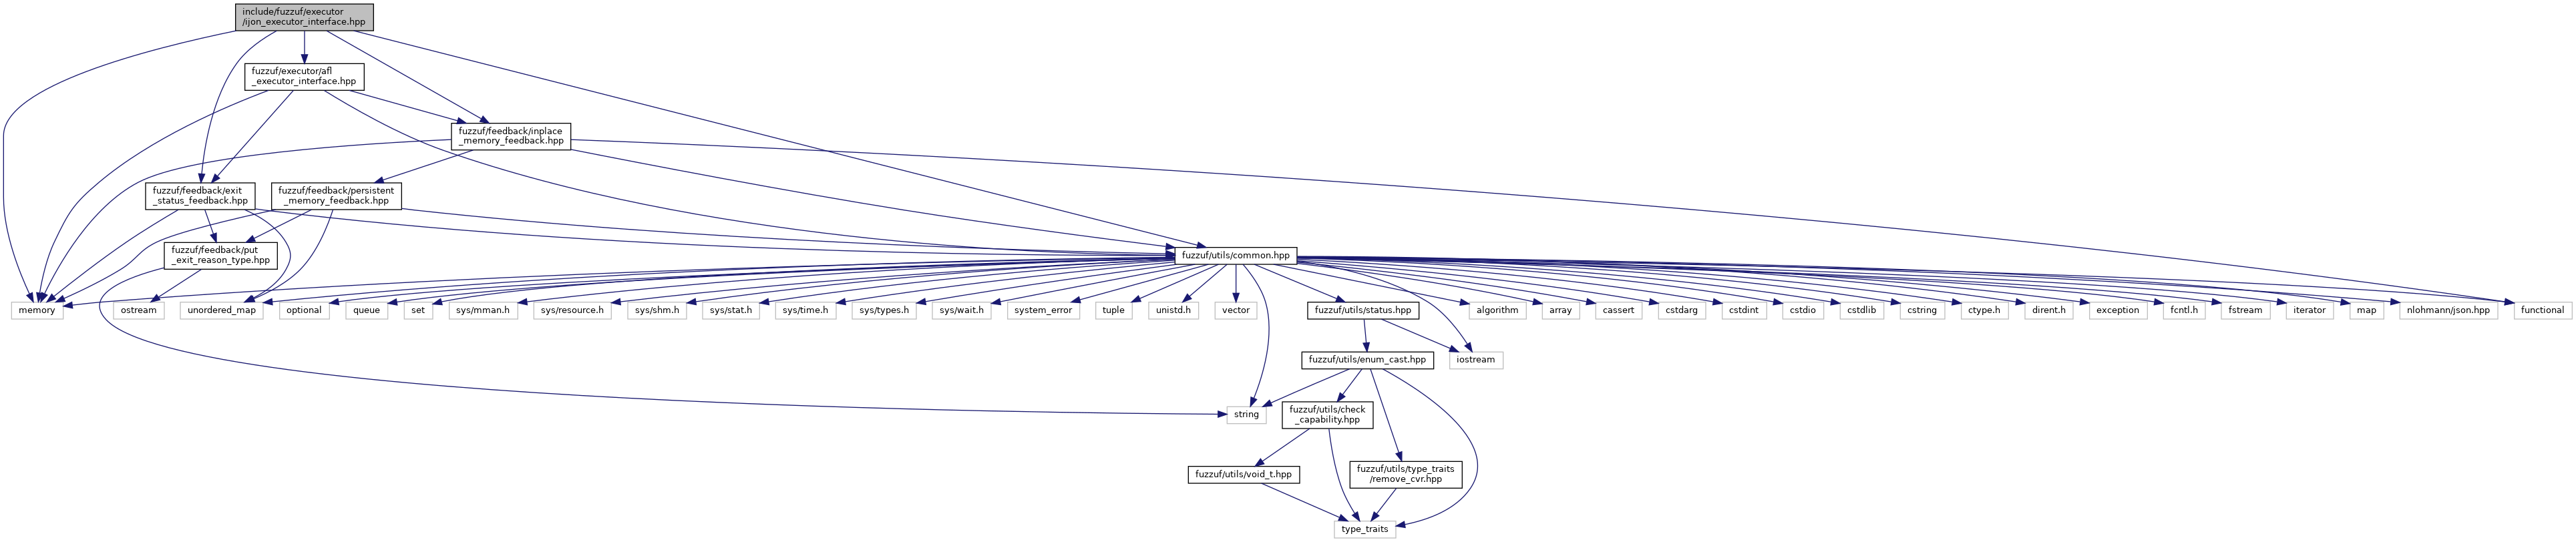 include/fuzzuf/executor
/ijon_executor_interface.hpp
fuzzuf/executor/afl
_executor_interface.hpp
fuzzuf/feedback/inplace
_memory_feedback.hpp
fuzzuf/feedback/exit
_status_feedback.hpp
fuzzuf/feedback/persistent
_memory_feedback.hpp
fuzzuf/feedback/put
_exit_reason_type.hpp
fuzzuf/utils/common.hpp
memory
ostream
unordered_map
optional
queue
set
sys/mman.h
sys/resource.h
sys/shm.h
sys/stat.h
sys/time.h
sys/types.h
sys/wait.h
system_error
tuple
unistd.h
vector
fuzzuf/utils/status.hpp
algorithm
array
cassert
cstdarg
cstdint
cstdio
cstdlib
cstring
ctype.h
dirent.h
exception
fcntl.h
fstream
iterator
map
nlohmann/json.hpp
functional
fuzzuf/utils/enum_cast.hpp
iostream
string
fuzzuf/utils/check
_capability.hpp
fuzzuf/utils/void_t.hpp
fuzzuf/utils/type_traits
/remove_cvr.hpp
type_traits